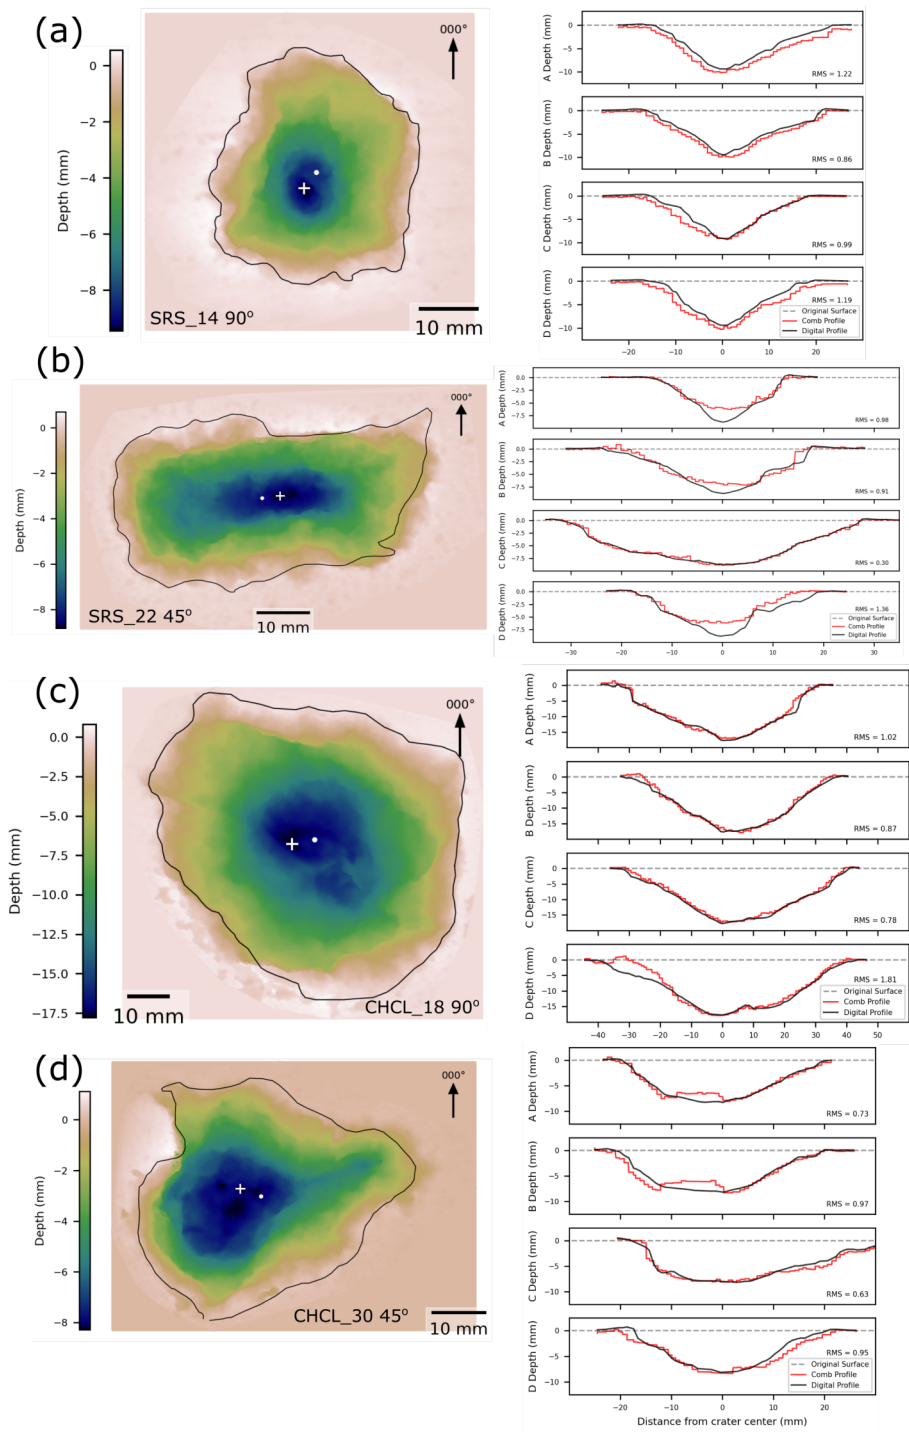 (a)
000°
Depth (mm)
0
−2
−4
−6
−8
SRS_14 90°
10 mm
A Depth (mm)
0
−5
−10
RMS = 1.22
B Depth (mm)
0
−5
−10
RMS = 0.86
C Depth (mm)
0
−5
−10
RMS = 0.99
D Depth (mm)
0
−5
−10
RMS = 1.19
Original Surface
Comb Profile
Digital Profile
−20 −10 0 10 20
(b)
000°
Depth (mm)
0
−2
−4
−6
−8
SRS_22 45°
10 mm
A Depth (mm)
0.0
−2.5
−5.0
−7.5
RMS = 0.98
B Depth (mm)
0.0
−2.5
−5.0
−7.5
RMS = 0.91
C Depth (mm)
0.0
−2.5
−5.0
−7.5
RMS = 0.30
D Depth (mm)
0.0
−2.5
−5.0
−7.5
RMS = 1.36
Original Surface
Comb Profile
Digital Profile
−30 −20 −10 0 10 20 30
(c)
000°
Depth (mm)
0.0
−2.5
−5.0
−7.5
−10.0
−12.5
−15.0
−17.5
10 mm
CHCL_18 90°
A Depth (mm)
0
−5
−10
−15
RMS = 1.02
B Depth (mm)
0
−5
−10
−15
RMS = 0.87
C Depth (mm)
0
−5
−10
−15
RMS = 0.78
D Depth (mm)
0
−5
−10
−15
RMS = 1.81
Original Surface
Comb Profile
Digital Profile
−40 −30 −20 −10 0 10 20 30 40 50
(d)
000°
Depth (mm)
0
−2
−4
−6
−8
CHCL_30 45°
10 mm
A Depth (mm)
0
−5
−10
RMS = 0.73
B Depth (mm)
0
−5
−10
RMS = 0.97
C Depth (mm)
0
−5
−10
RMS = 0.63
D Depth (mm)
0
−5
−10
RMS = 0.95
Original Surface
Comb Profile
Digital Profile
−20 −10 0 10 20
Distance from crater center (mm)